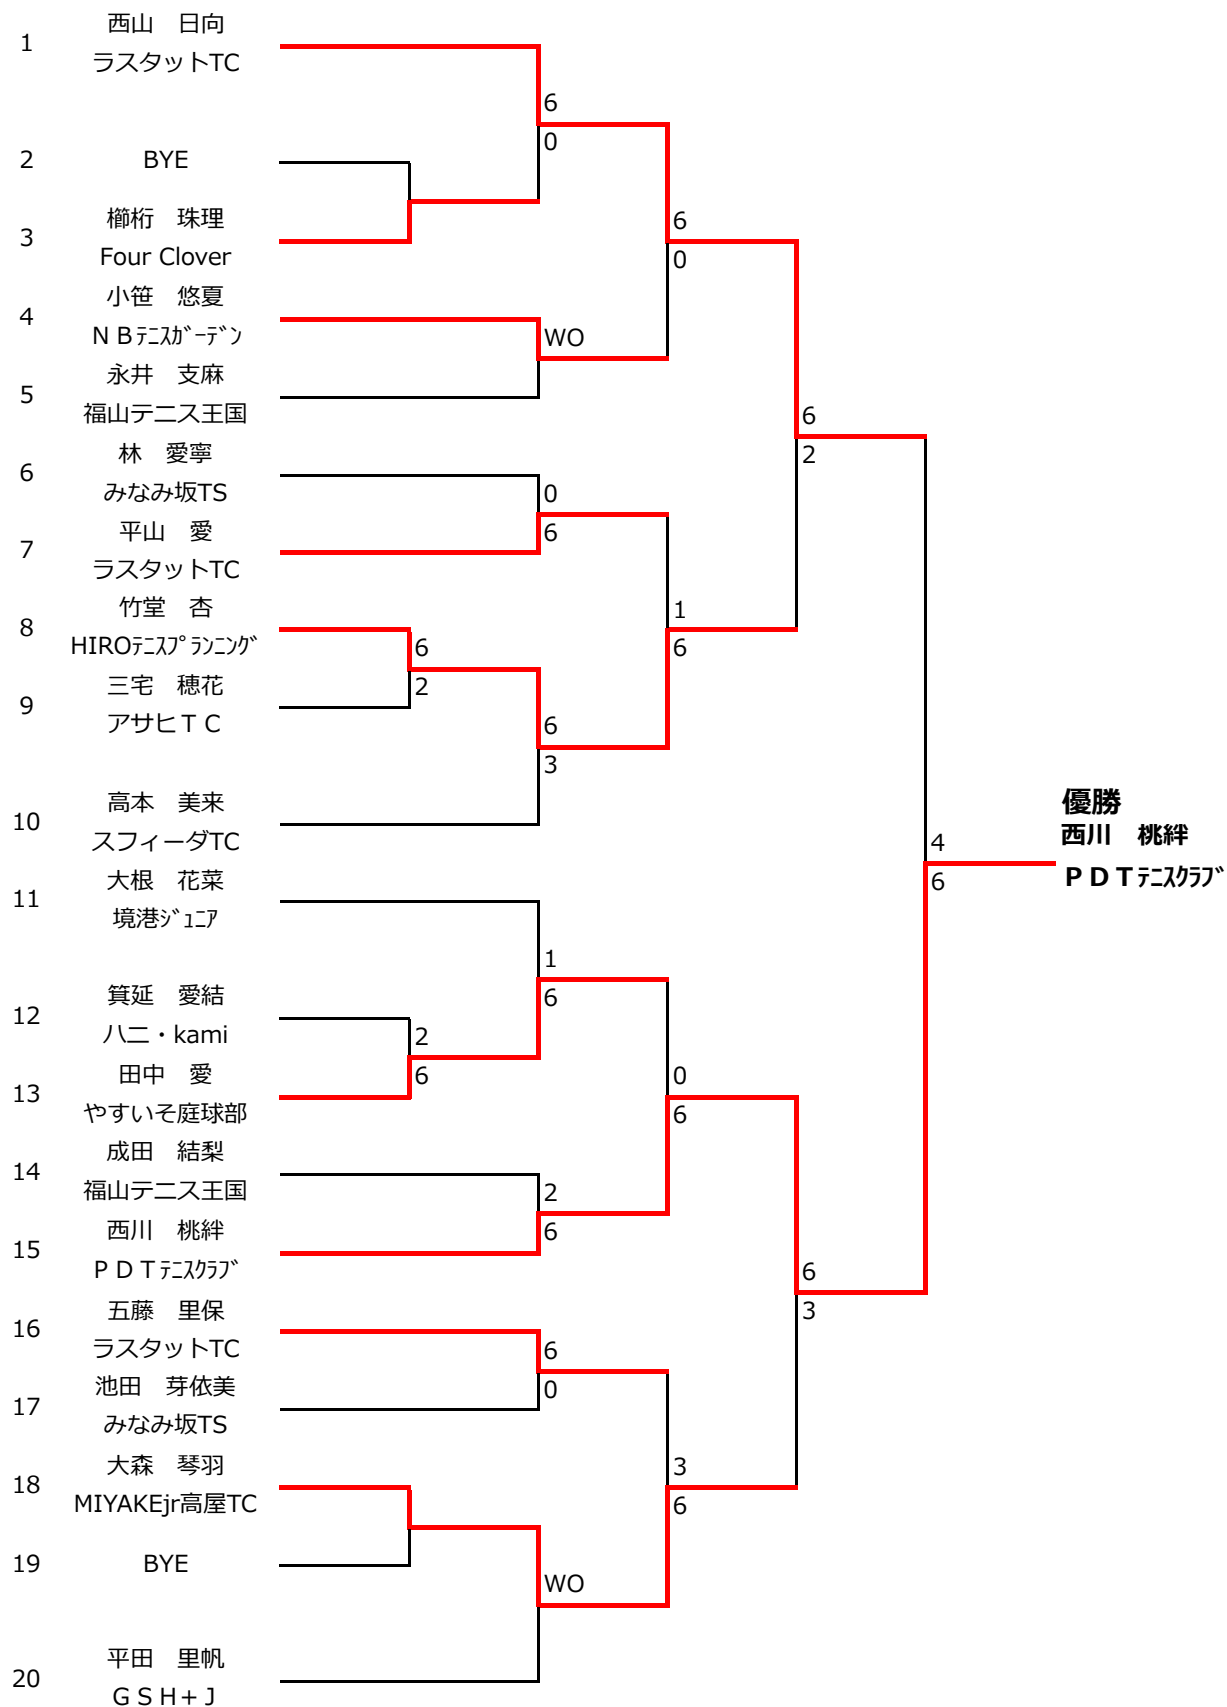 1
西山　日向
ラスタットTC
6
0
2
BYE
3
櫛桁　珠理
Four Clover
6
0
4
小笹　悠夏
ＮＢﾃﾆｽｶﾞｰﾃﾞﾝ
WO
5
永井　支麻
福山テニス王国
6
2
6
林　愛寧
みなみ坂TS
0
6
7
平山　愛
ラスタットTC
1
6
8
竹堂　杏
HIROﾃﾆｽﾌﾟﾗﾝﾆﾝｸﾞ
6
2
9
三宅　穂花
アサヒＴＣ
6
3
10
高本　美来
スフィーダTC
優勝
西川　桃絆
ＰＤＴﾃﾆｽｸﾗﾌﾞ
4
6
11
大根　花菜
境港ｼﾞｭﾆｱ
1
6
12
箕延　愛結
ハニ・kami
2
6
13
田中　愛
やすいそ庭球部
0
6
14
成田　結梨
福山テニス王国
2
6
15
西川　桃絆
ＰＤＴﾃﾆｽｸﾗﾌﾞ
6
3
16
五藤　里保
ラスタットTC
6
0
17
池田　芽依美
みなみ坂TS
3
6
18
大森　琴羽
MIYAKEjr高屋TC
19
BYE
WO
20
平田　里帆
ＧＳＨ+Ｊ